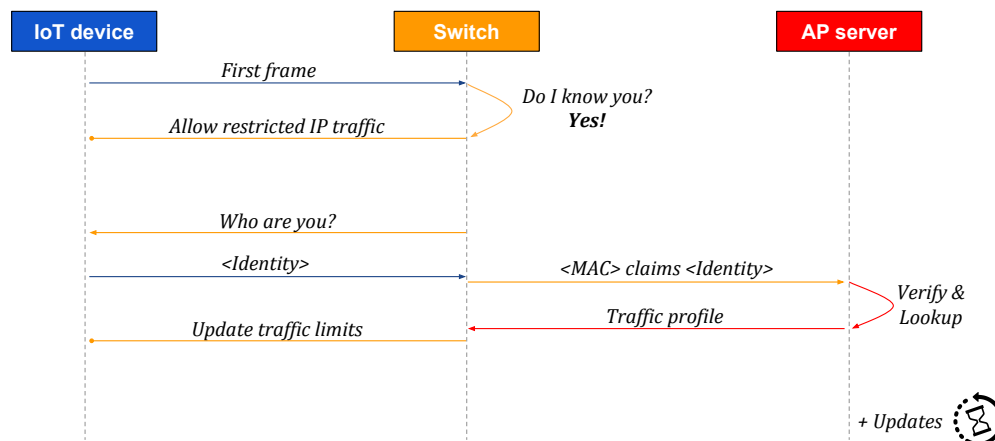 IoT device
Switch
AP server
First frame
Do I know you?
Yes!
Allow restricted IP traffic
Who are you?
<Identity>
<MAC> claims <Identity>
Verify &
Lookup
Traffic profile
Update traffic limits
+ Updates